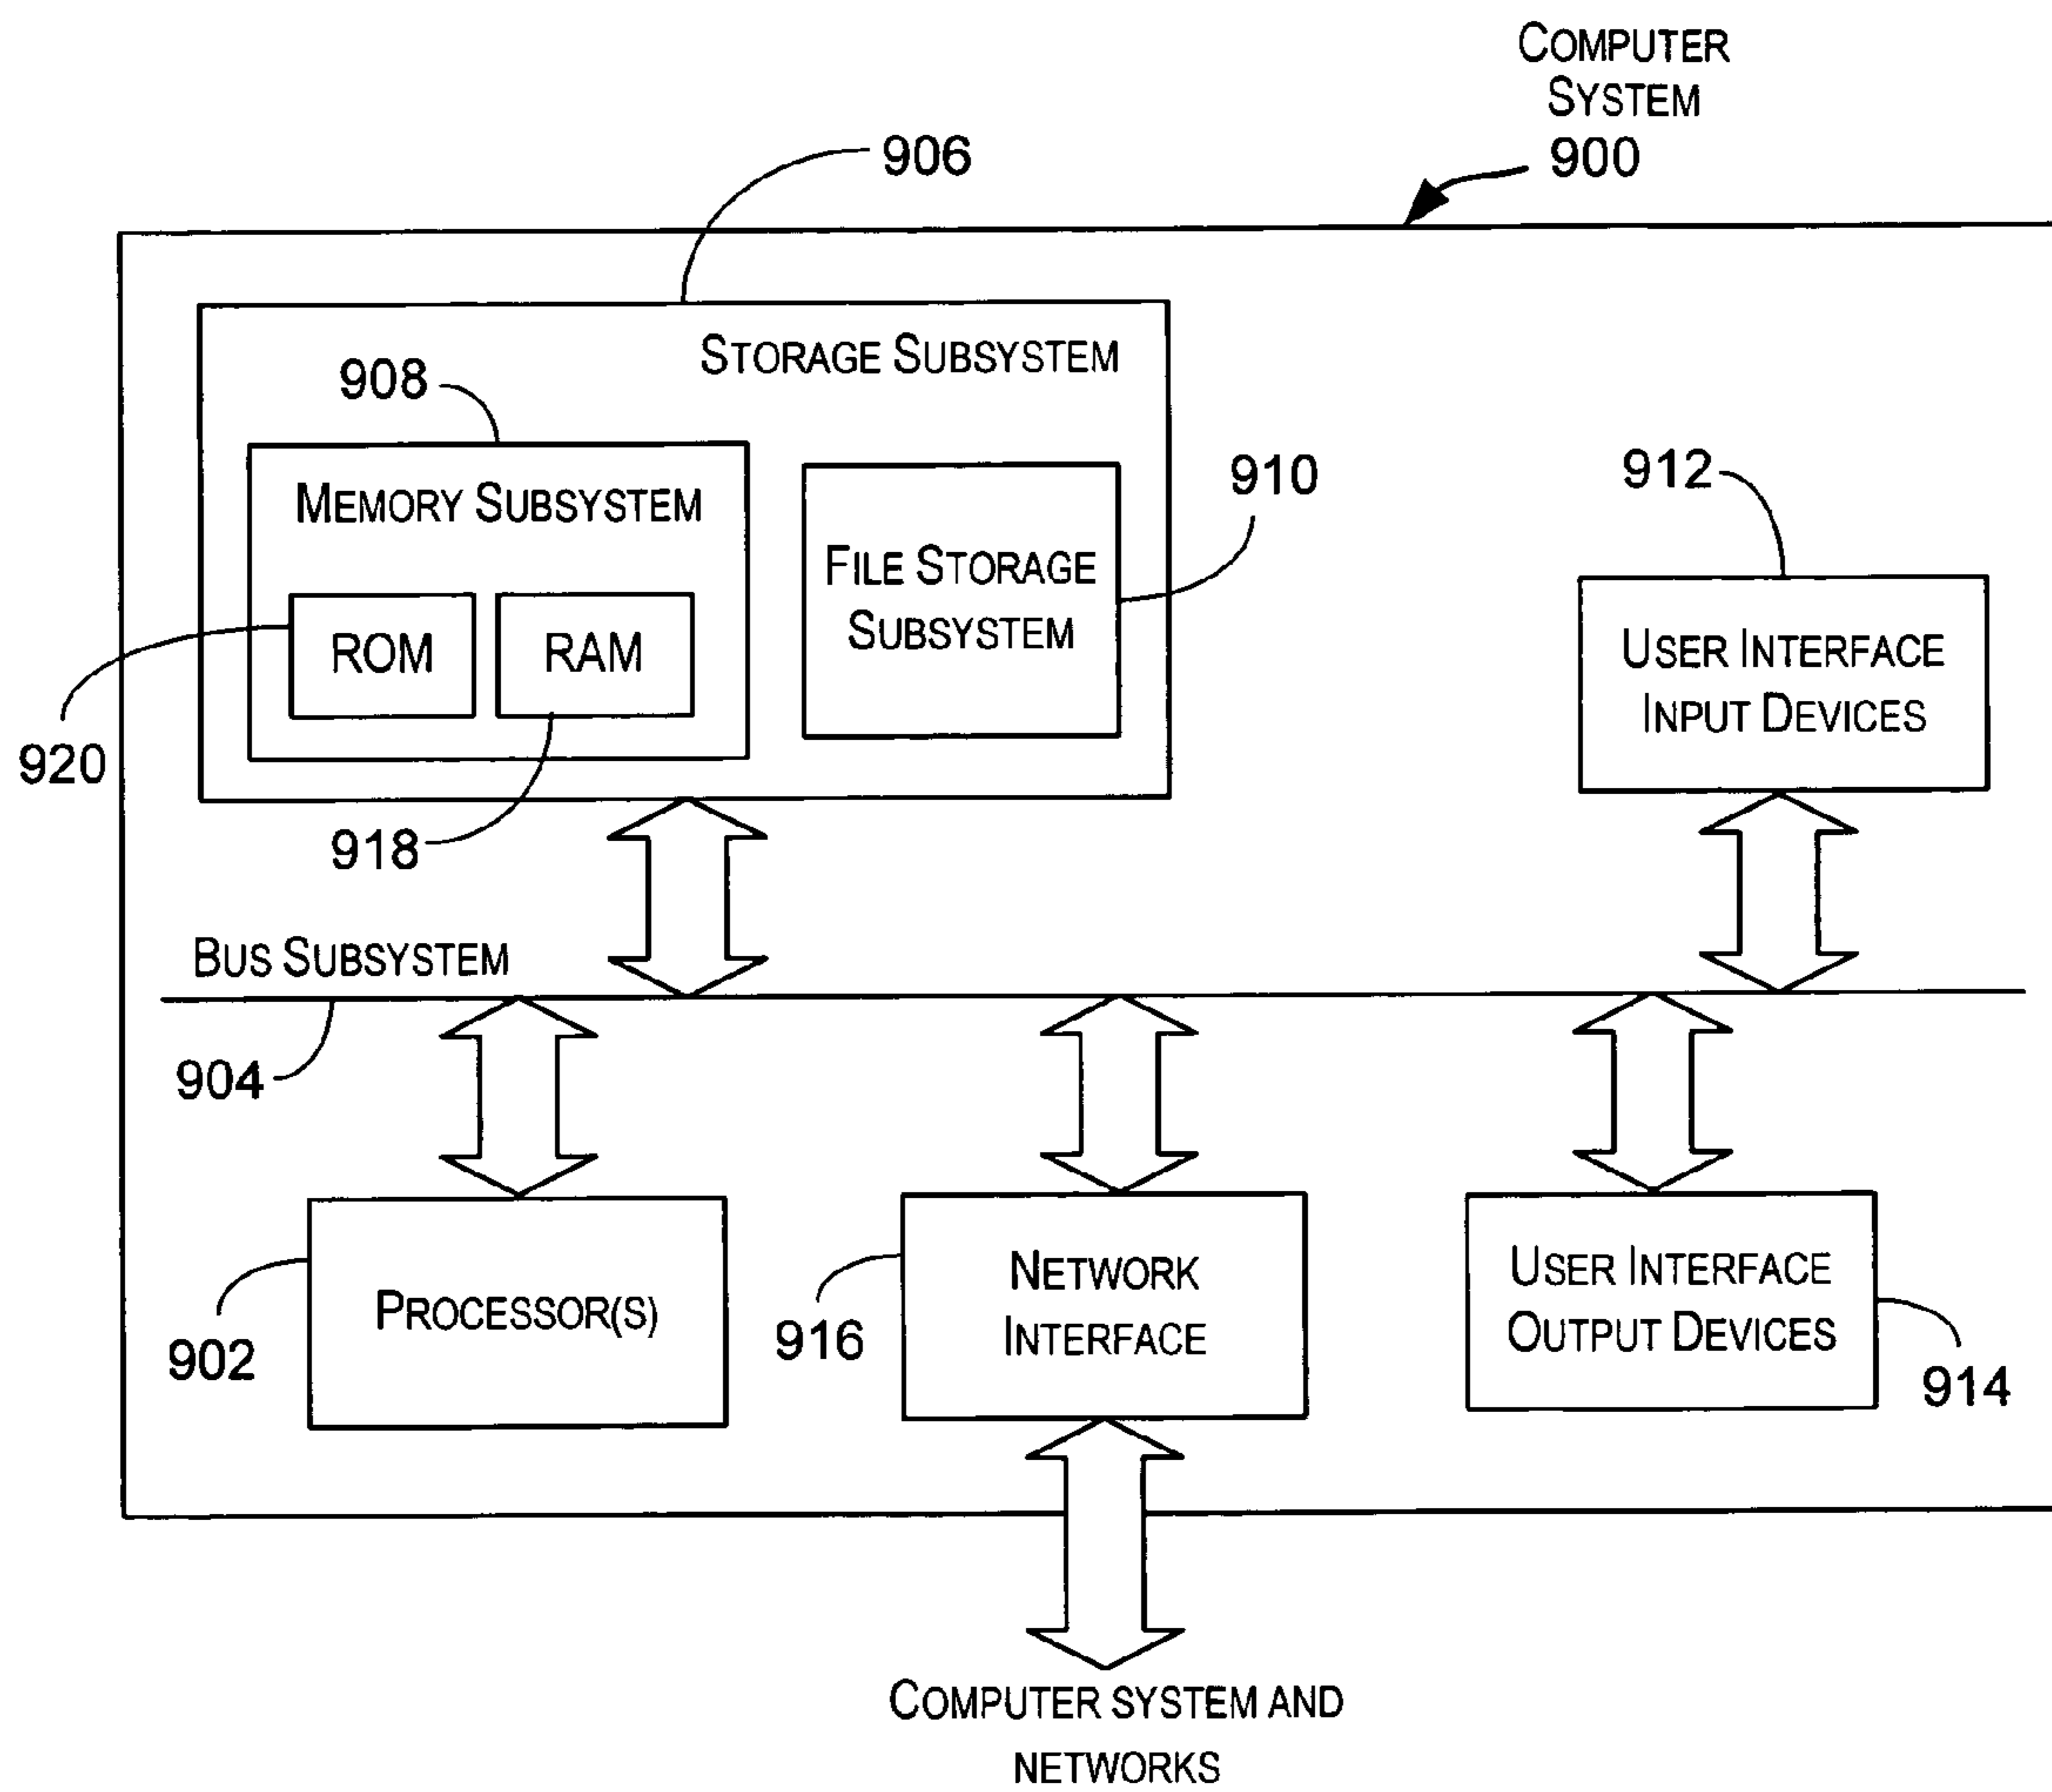 COMPUTER
SYSTEM
900
906
STORAGE SUBSYSTEM
908
MEMORY SUBSYSTEM
910
912
FILE STORAGE
SUBSYSTEM
ROM
RAM
USER INTERFACE
INPUT DEVICES
920
918
BUS SUBSYSTEM
904
PROCESSOR(S)
902
NETWORK
INTERFACE
916
USER INTERFACE
OUTPUT DEVICES
914
COMPUTER SYSTEM AND
NETWORKS